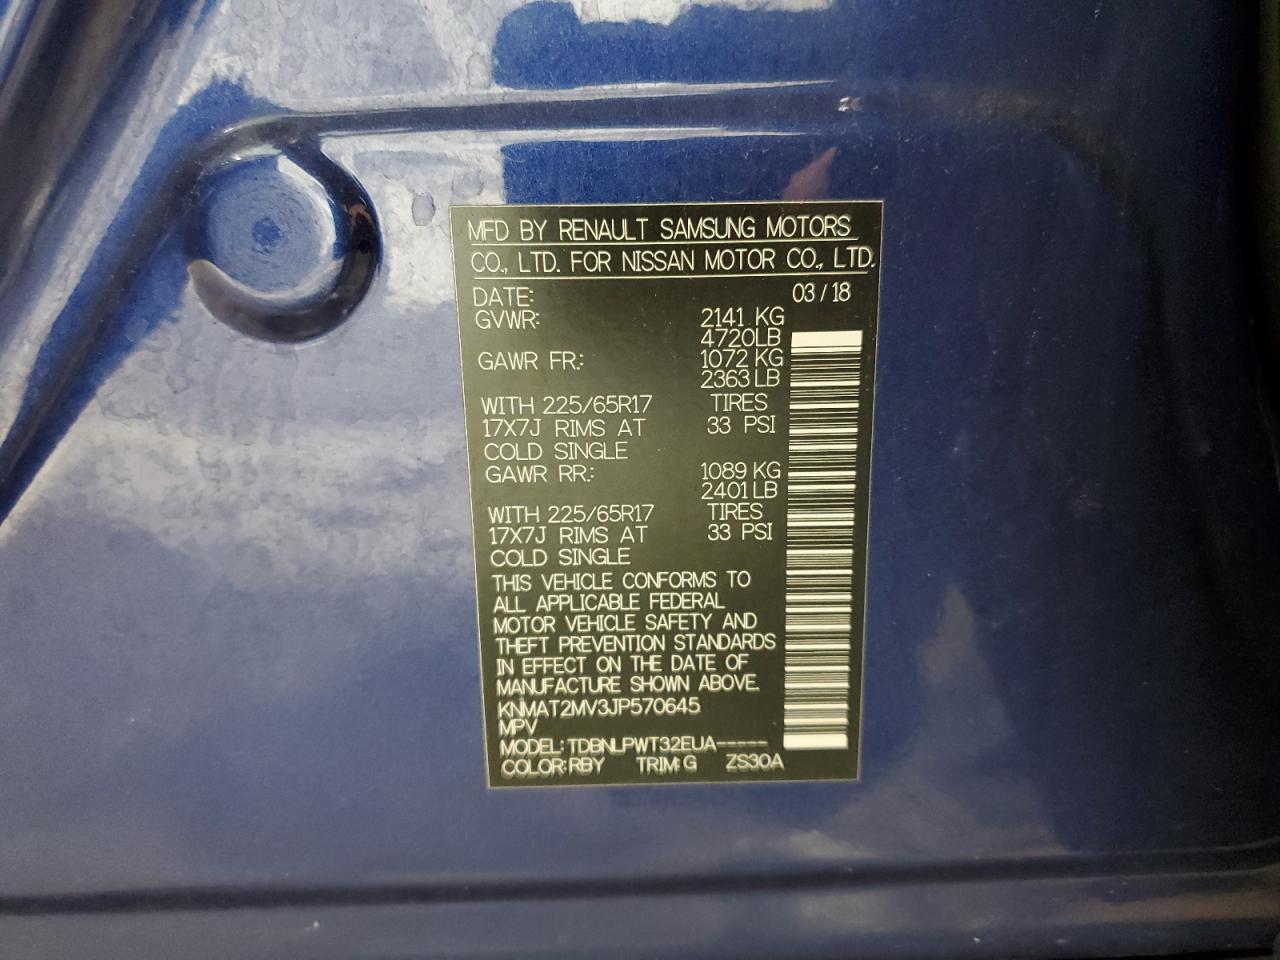 MFD BY RENAULT SAMSUNG MOTORS
CO., LTD. FOR NISSAN MOTOR CO., LTD.
DATE: 03/18
GVWR: 2141 KG
4720LB
GAWR FR.: 1072 KG
2363LB
WITH 225/65R17 TIRES
17X7J RIMS AT 33 PSI
COLD SINGLE
GAWR RR.: 1089 KG
2401LB
WITH 225/65R17 TIRES
17X7J RIMS AT 33 PSI
COLD SINGLE
THIS VEHICLE CONFORMS TO
ALL APPLICABLE FEDERAL
MOTOR VEHICLE SAFETY AND
THEFT PREVENTION STANDARDS
IN EFFECT ON THE DATE OF
MANUFACTURE SHOWN ABOVE.
KNMAT2MV3JP570645
MPV
MODEL: TDBNLPWT32EUA-----
COLOR:RBY TRIM:G ZS30A